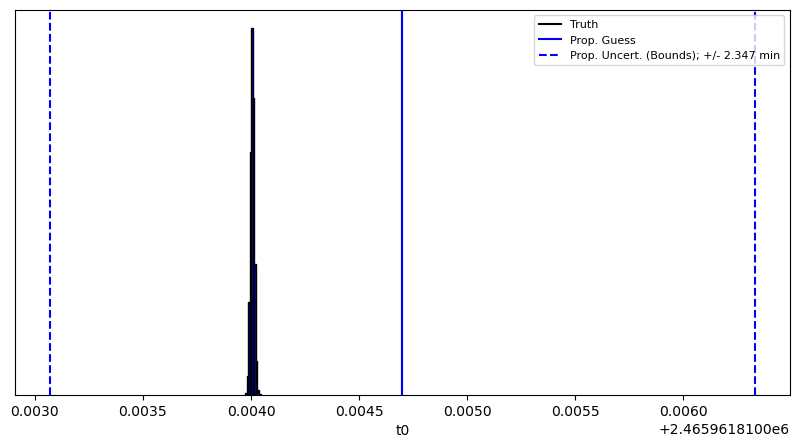 Truth
Prop. Guess
Prop. Uncert. (Bounds); +/- 2.347 min
0.0030 0.0035 0.0040 0.0045 0.0050 0.0055 0.0060
t0
+2.4659618100e6